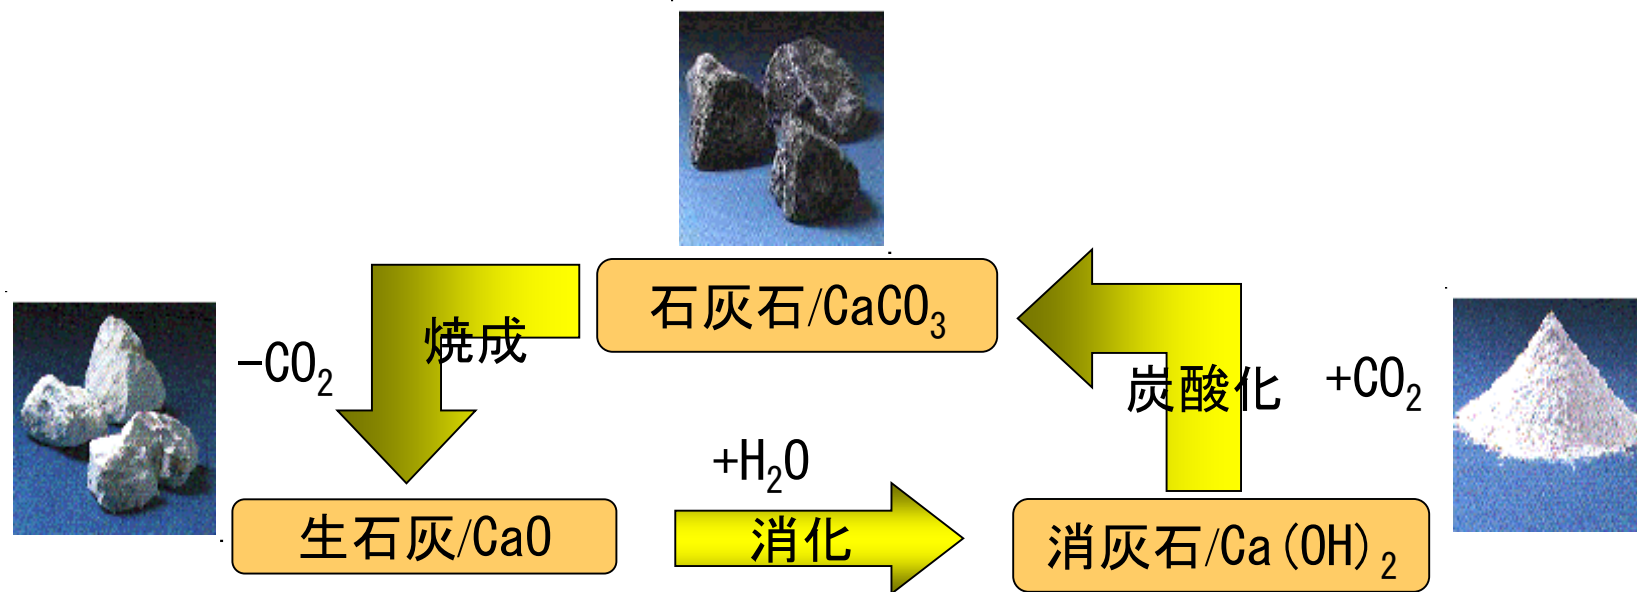 石灰石/CaCO₃
焼成
-CO₂
炭酸化
+CO₂
+H₂O
生石灰/CaO
消化
消灰石/Ca(OH)₂